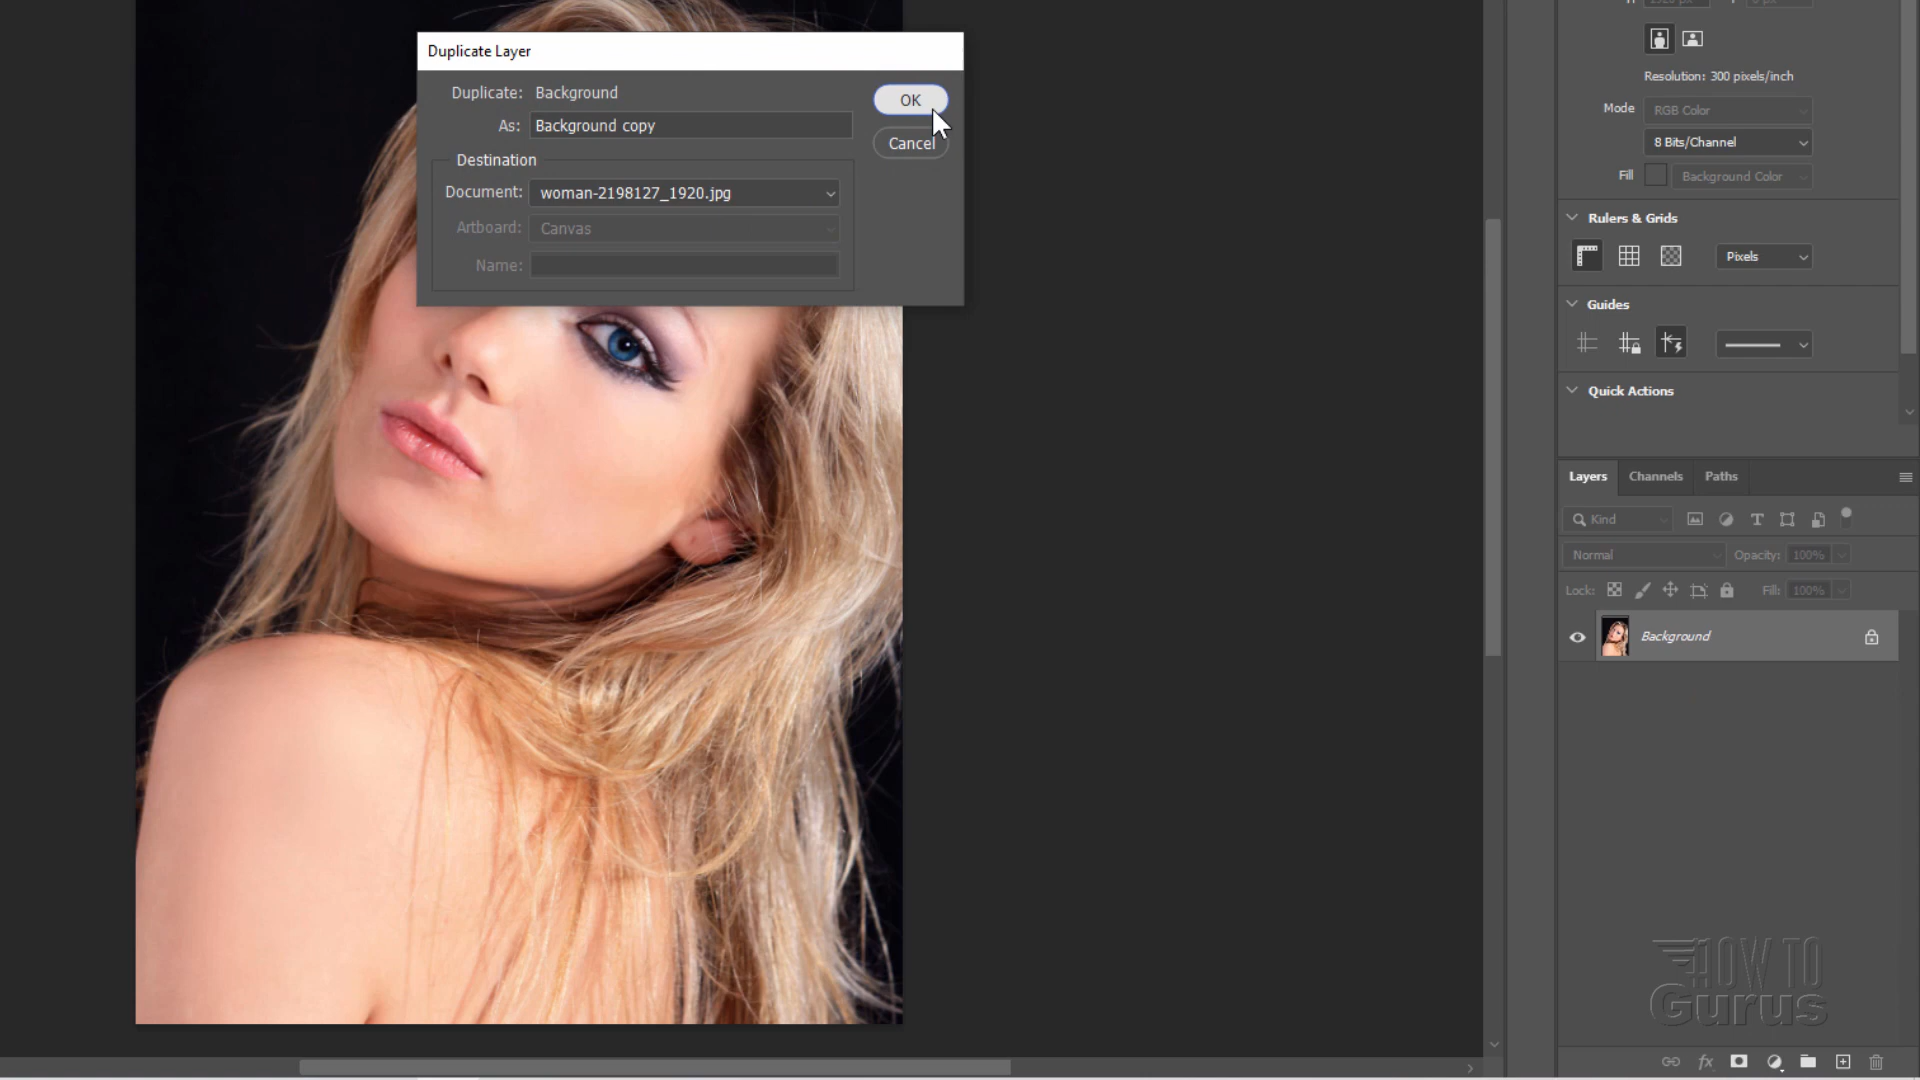 Duplicate Layer
Duplicate: Background
OK
As: Background copy
Cancel
Destination
Document: woman-2198127_1920.jpg
Artboard: Canvas
Name:
Resolution: 300 pixels/inch
Mode RGB Color
8 Bits/Channel
Fill Background Color
Rulers & Grids
Pixels
Guides
Quick Actions
Layers Channels Paths
Kind
Normal Opacity: 100%
Lock: Fill: 100%
Background
fx
HOW TO
Gurus